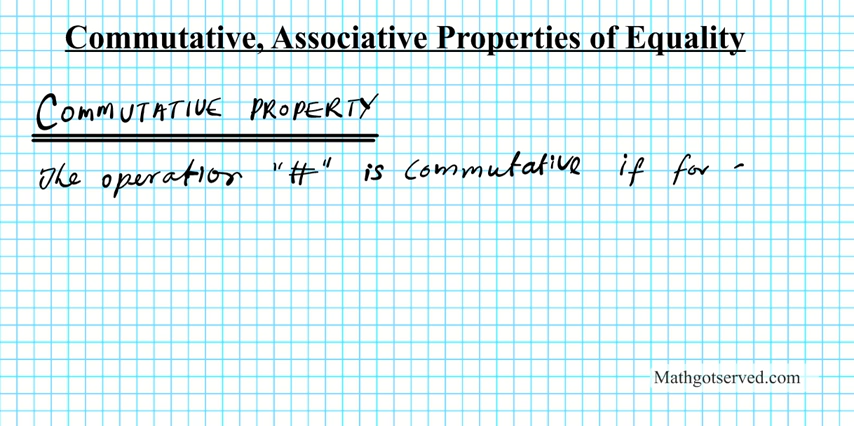 Commutative, Associative Properties of Equality
COMMUTATIVE PROPERTY
The operation "#" is commutative if for
Mathgotserved.com